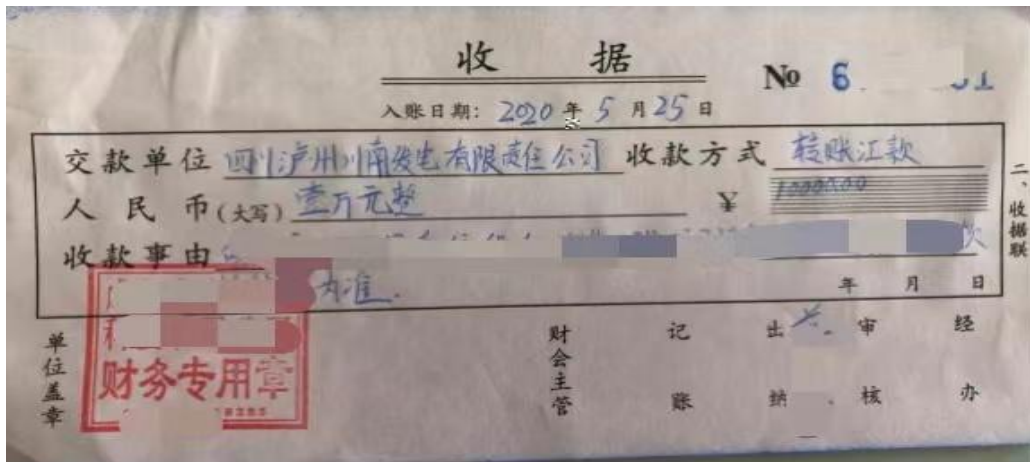 收 据
№ 6
入账日期: 2020 年 5 月 25 日
交款单位 四川泸州川南发电有限责任公司 收款方式 转账汇款
人民币(大写) 壹万元整 ¥ 10000.00
收款事由
为准.
年 月 日
二、收据联
单位盖章 财会主管 记账 出纳 审核 经办
财务专用章